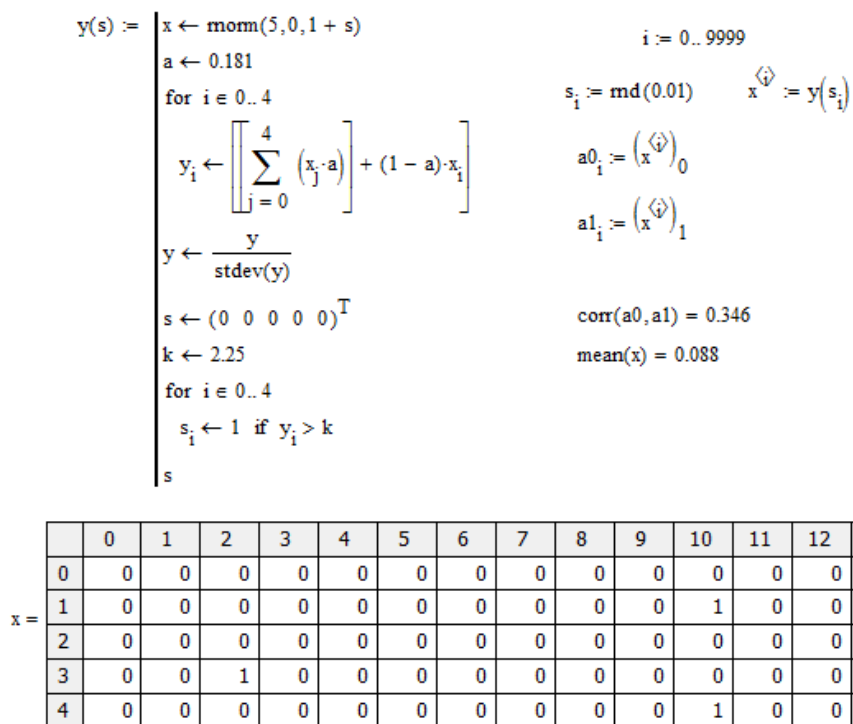 y(s) := x ← rnorm(5,0,1 + s)
a ← 0.181
for i ∈ 0.. 4
y_i ← [[∑_{j = 0}^{4} (x_j·a)] + (1 − a)·x_i]
y ← y / stdev(y)
s ← (0 0 0 0 0)^T
k ← 2.25
for i ∈ 0.. 4
s_i ← 1 if y_i > k
s
i := 0.. 9999
s_i := rnd(0.01) x^⟨i⟩ := y(s_i)
a0_i := (x^⟨i⟩)_0
a1_i := (x^⟨i⟩)_1
corr(a0,a1) = 0.346
mean(x) = 0.088
x =
0 1 2 3 4 5 6 7 8 9 10 11 12
0 0 0 0 0 0 0 0 0 0 0 0 0 0
1 0 0 0 0 0 0 0 0 0 0 1 0 0
2 0 0 0 0 0 0 0 0 0 0 0 0 0
3 0 0 1 0 0 0 0 0 0 0 0 0 0
4 0 0 0 0 0 0 0 0 0 0 1 0 0